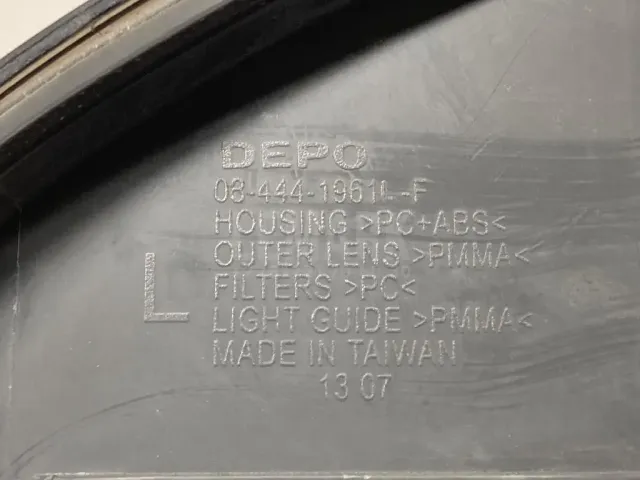 DEPO
08-444-1961L-F
HOUSING >PC+ABS<
OUTER LENS >PMMA<
L
FILTERS >PC<
LIGHT GUIDE >PMMA<
MADE IN TAIWAN
13 07